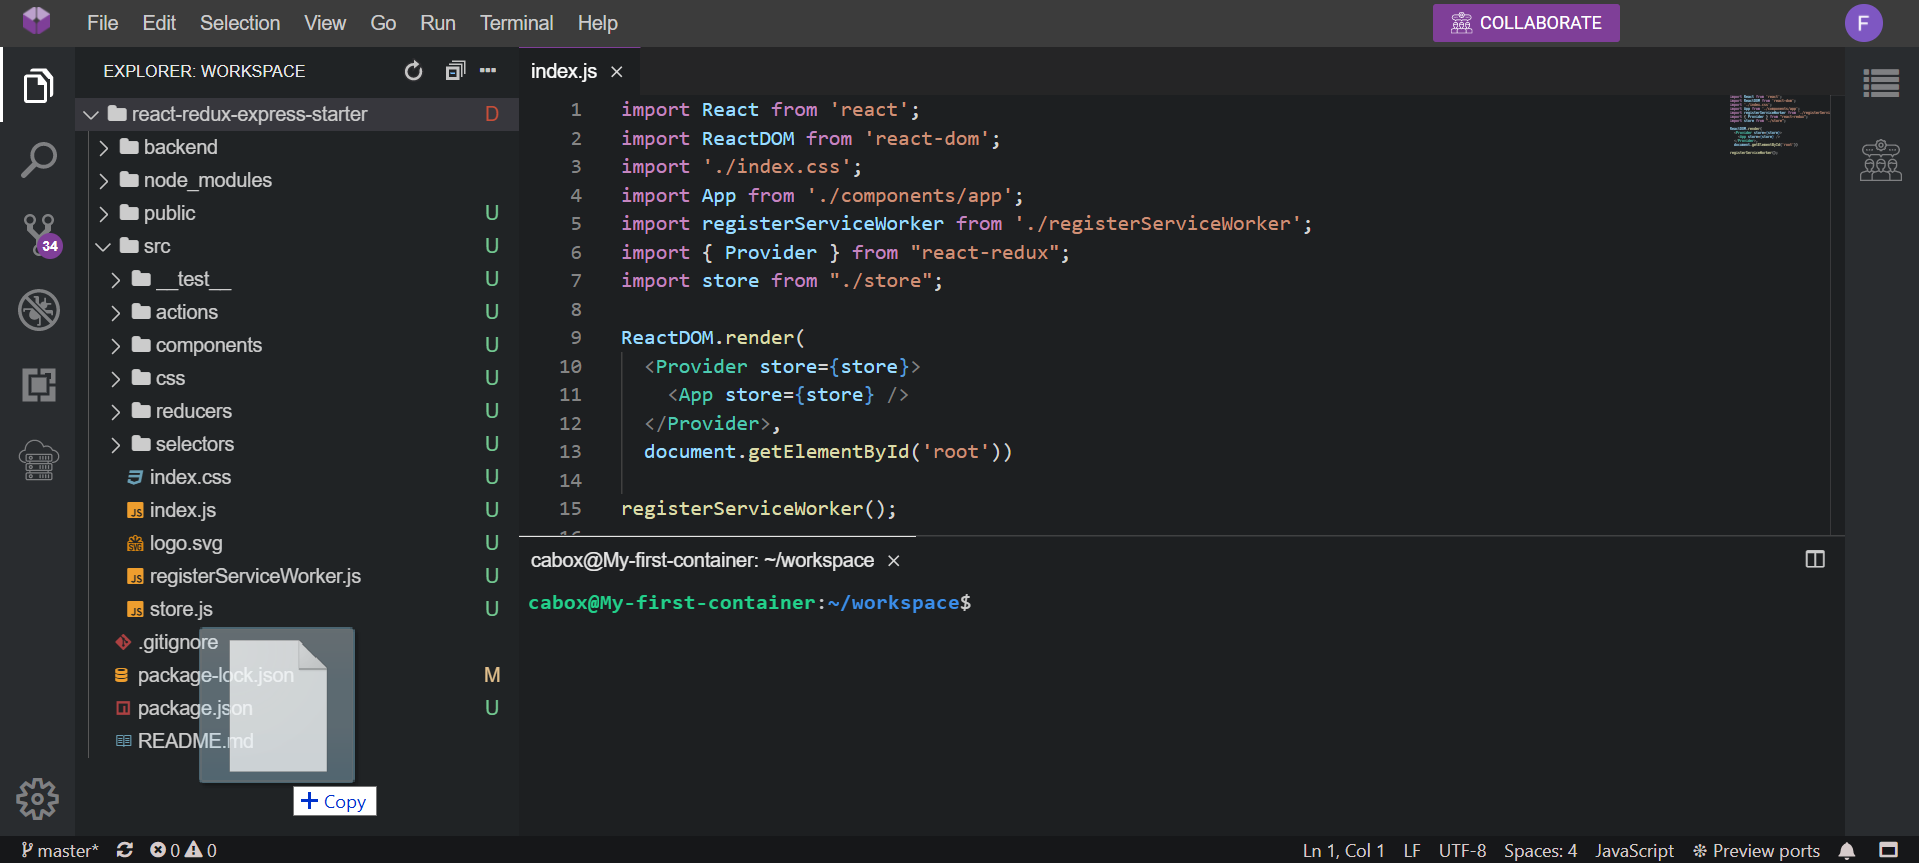 File Edit Selection View Go Run Terminal Help
COLLABORATE
F
EXPLORER: WORKSPACE
react-redux-express-starter D
backend
node_modules
public U
src U
__test__ U
actions U
components U
css U
reducers U
selectors U
index.css U
JS index.js U
SVG logo.svg U
JS registerServiceWorker.js U
JS store.js U
.gitignore
package-lock.json M
package.json U
README.md
Copy
34
index.js
1 import React from 'react';
2 import ReactDOM from 'react-dom';
3 import './index.css';
4 import App from './components/app';
5 import registerServiceWorker from './registerServiceWorker';
6 import { Provider } from "react-redux";
7 import store from "./store";
8
9 ReactDOM.render(
10 <Provider store={store}>
11 <App store={store} />
12 </Provider>,
13 document.getElementById('root'))
14
15 registerServiceWorker();
cabox@My-first-container: ~/workspace
cabox@My-first-container:~/workspace$
master* 0 0
Ln 1, Col 1 LF UTF-8 Spaces: 4 JavaScript Preview ports